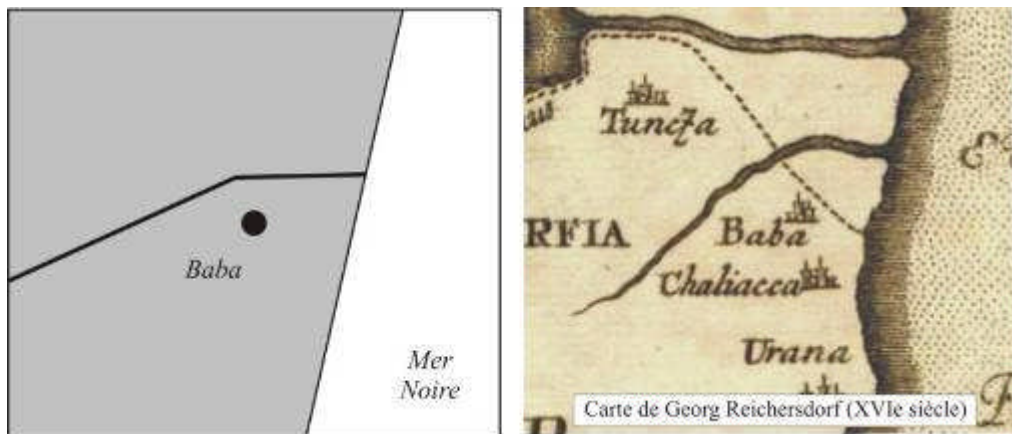 Baba
Mer
Noire
Tuncza
RFIA
Baba
Chaliacca
Urana
Carte de Georg Reichersdorf (XVIe siècle)